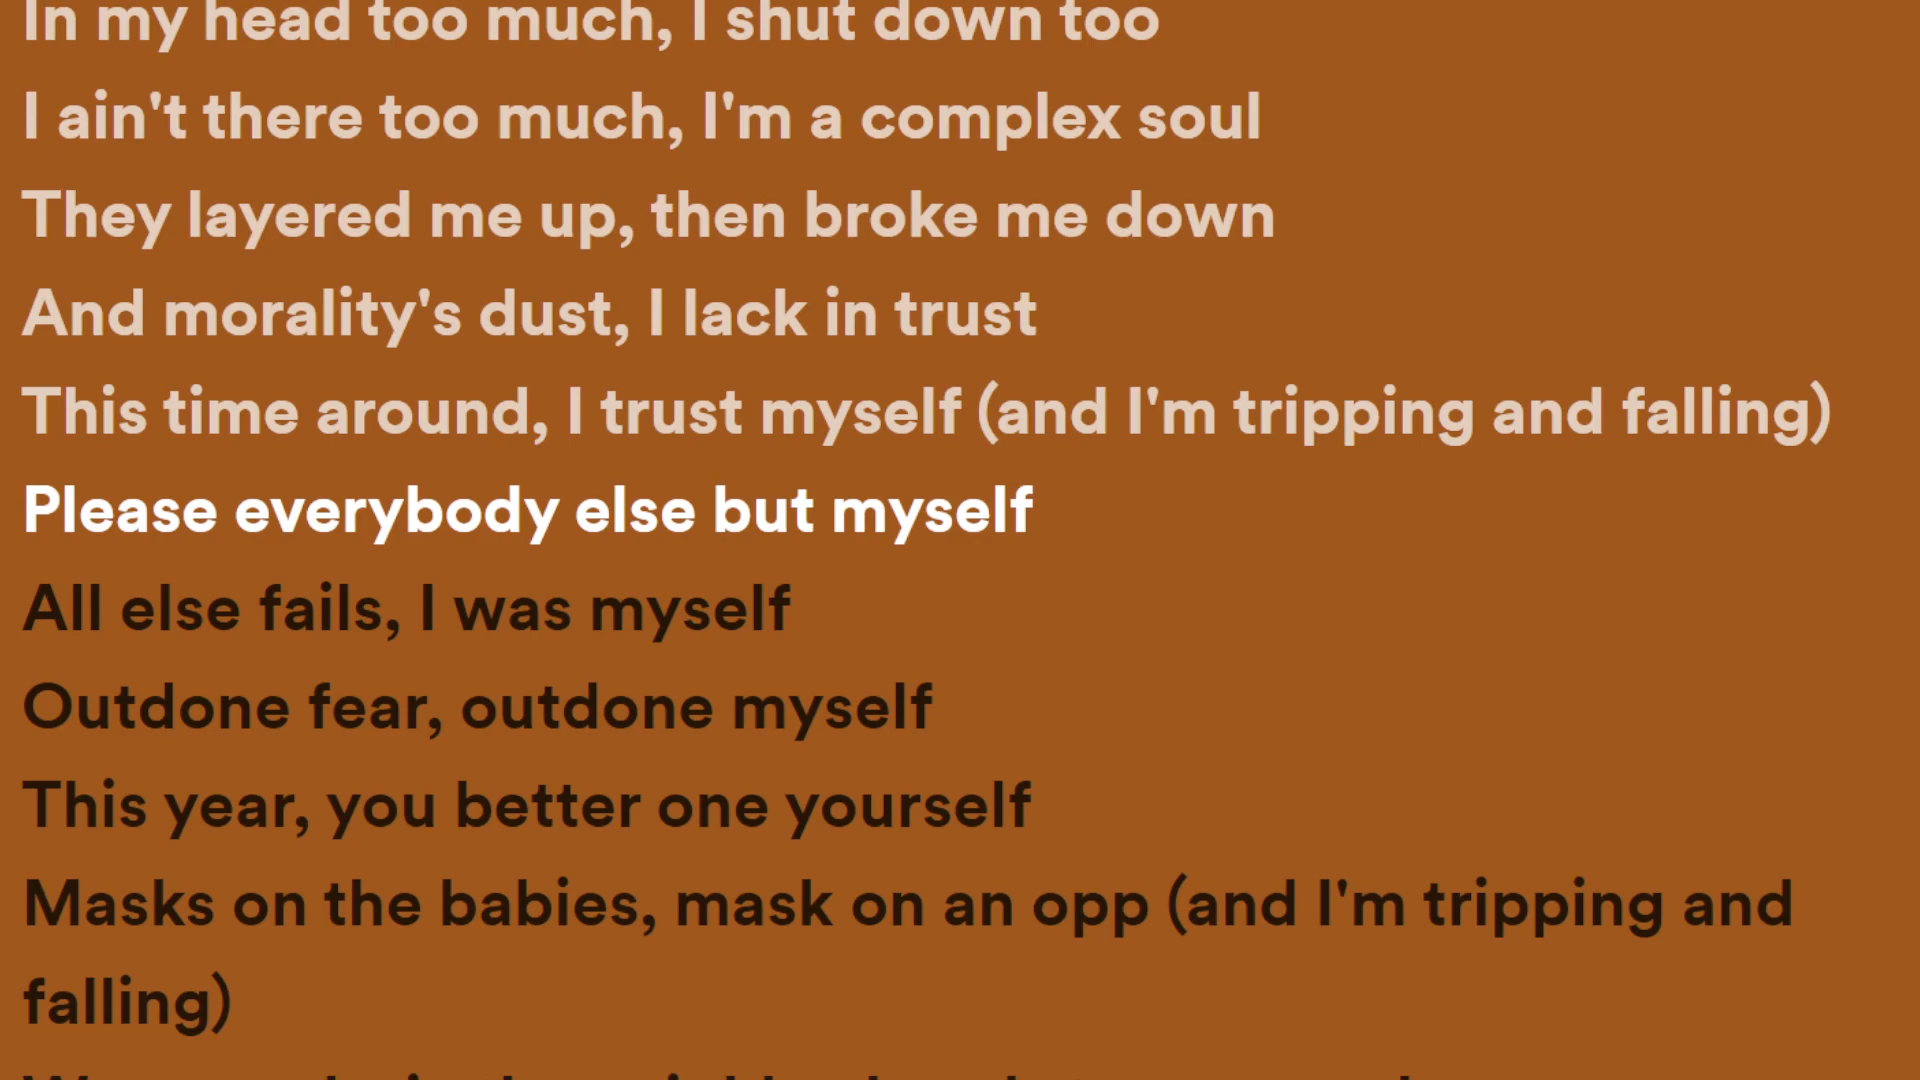 In my head too much, I shut down too
I ain't there too much, I'm a complex soul
They layered me up, then broke me down
And morality's dust, I lack in trust
This time around, I trust myself (and I'm tripping and falling)
Please everybody else but myself
All else fails, I was myself
Outdone fear, outdone myself
This year, you better one yourself
Masks on the babies, mask on an opp (and I'm tripping and
falling)